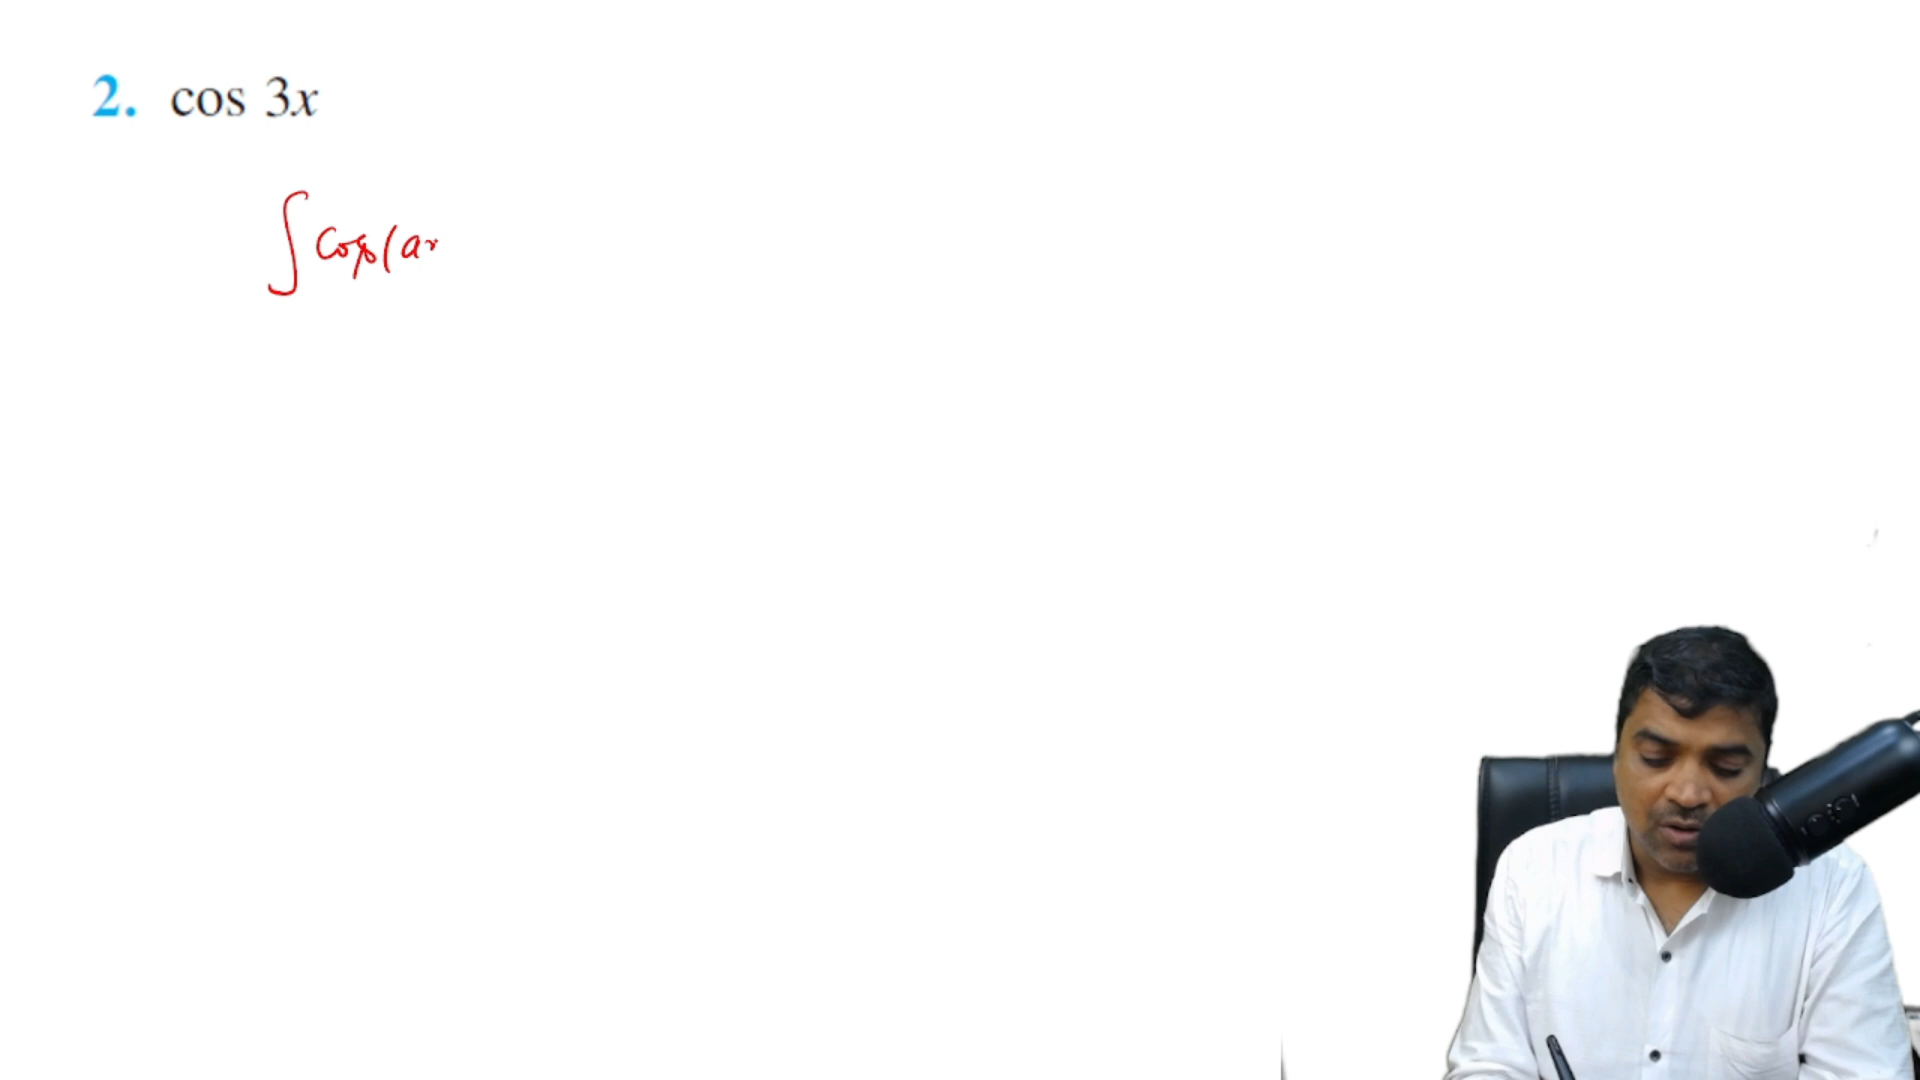 2. cos 3x
∫ cos(ax